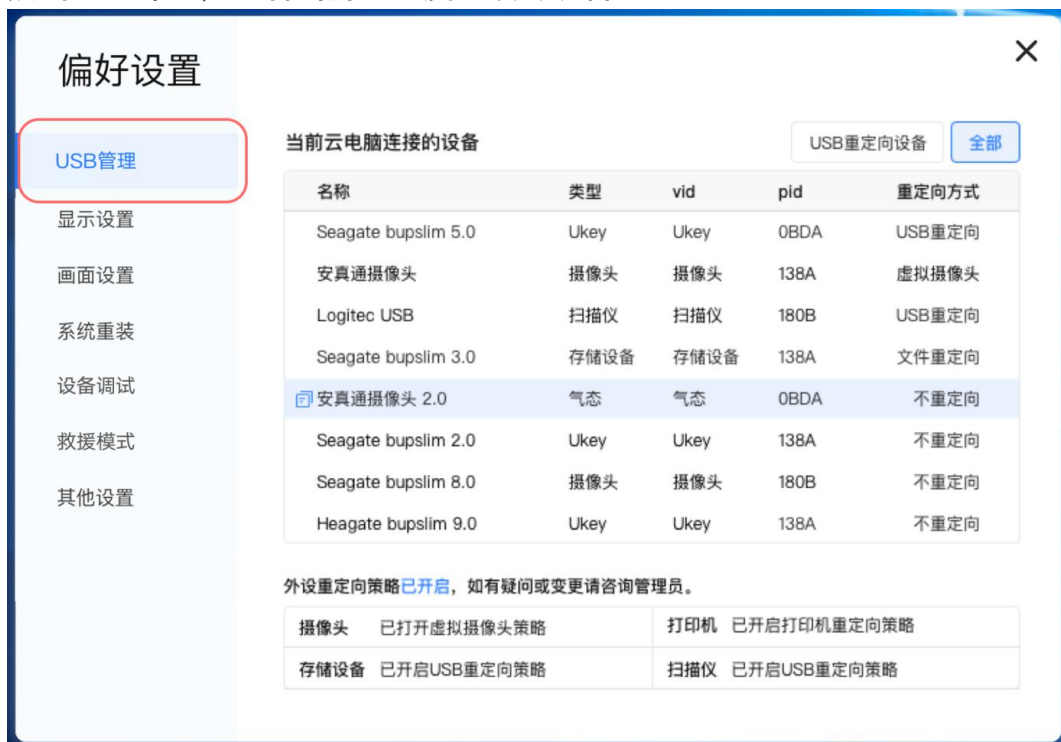 偏好设置
USB管理
显示设置
画面设置
系统重装
设备调试
救援模式
其他设置
当前云电脑连接的设备 USB重定向设备 全部
名称 类型 vid pid 重定向方式
Seagate bupslim 5.0 Ukey Ukey 0BDA USB重定向
安真通摄像头 摄像头 摄像头 138A 虚拟摄像头
Logitec USB 扫描仪 扫描仪 180B USB重定向
Seagate bupslim 3.0 存储设备 存储设备 138A 文件重定向
安真通摄像头 2.0 气态 气态 0BDA 不重定向
Seagate bupslim 2.0 Ukey Ukey 138A 不重定向
Seagate bupslim 8.0 摄像头 摄像头 180B 不重定向
Heagate bupslim 9.0 Ukey Ukey 138A 不重定向
外设重定向策略已开启，如有疑问或变更请咨询管理员。
摄像头 已打开虚拟摄像头策略 打印机 已开启打印机重定向策略
存储设备 已开启USB重定向策略 扫描仪 已开启USB重定向策略